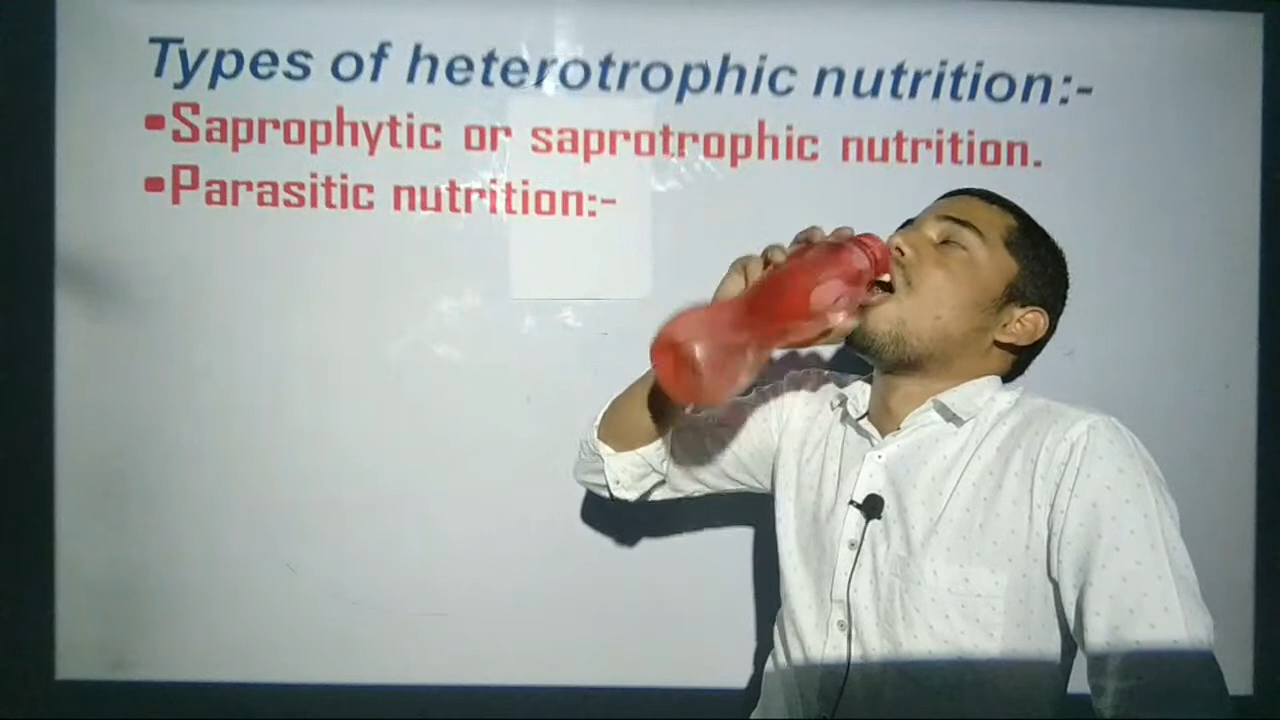 Types of heterotrophic nutrition:-
•Saprophytic or saprotrophic nutrition.
•Parasitic nutrition:-